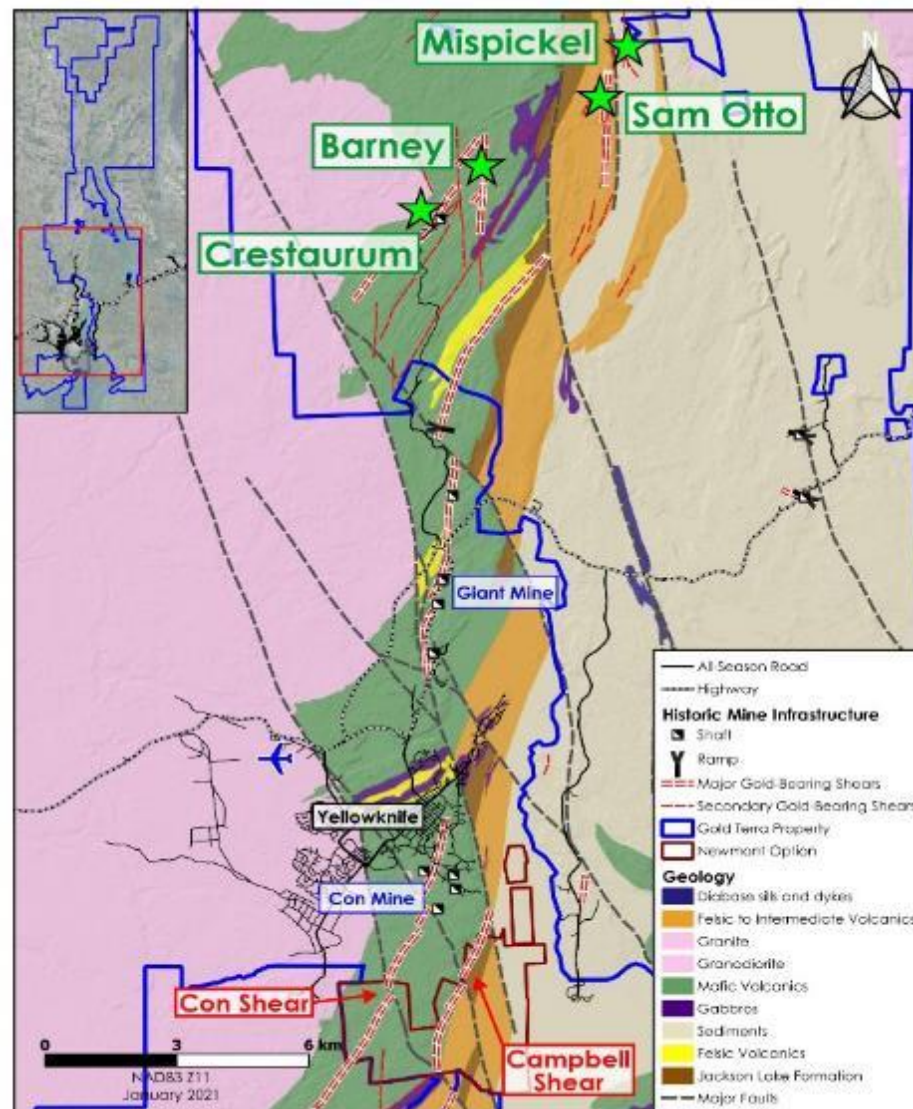 Mispickel
N
Sam Otto
Barney
Crestaurum
Giant Mine
Yellowknife
Con Mine
Con Shear
Campbell
Shear
0 3 6 km
NAD83 Z11
January 2021
All-Season Road
Highway
Historic Mine Infrastructure
Shaft
Ramp
Major Gold-Bearing Shears
Secondary Gold-Bearing Shears
Gold Terra Property
Newmont Option
Geology
Diabase sills and dykes
Felsic to Intermediate Volcanics
Granite
Granodiorite
Mafic Volcanics
Gabbros
Sediments
Felsic Volcanics
Jackson Lake Formation
Major Faults